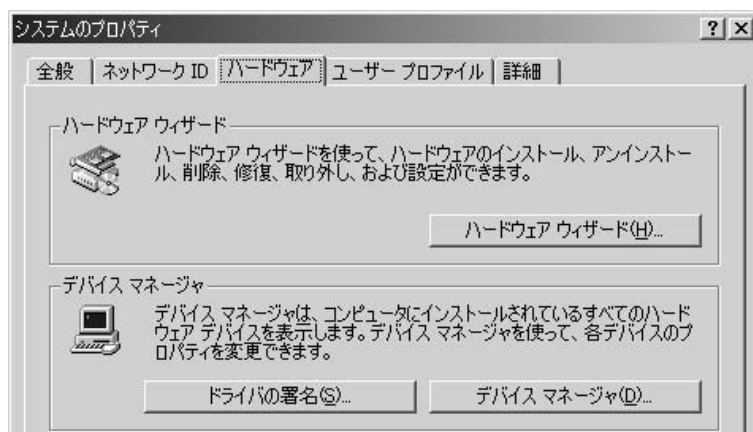 システムのプロパティ
全般 ネットワーク ID ハードウェア ユーザー プロファイル 詳細
ハードウェア ウィザード
ハードウェア ウィザードを使って、ハードウェアのインストール、アンインストー
ル、削除、修復、取り外し、および設定ができます。
ハードウェア ウィザード(H)...
デバイス マネージャ
デバイス マネージャは、コンピュータにインストールされているすべてのハード
ウェア デバイスを表示します。デバイス マネージャを使って、各デバイスのプ
ロパティを変更できます。
ドライバの署名(S)... デバイス マネージャ(D)...